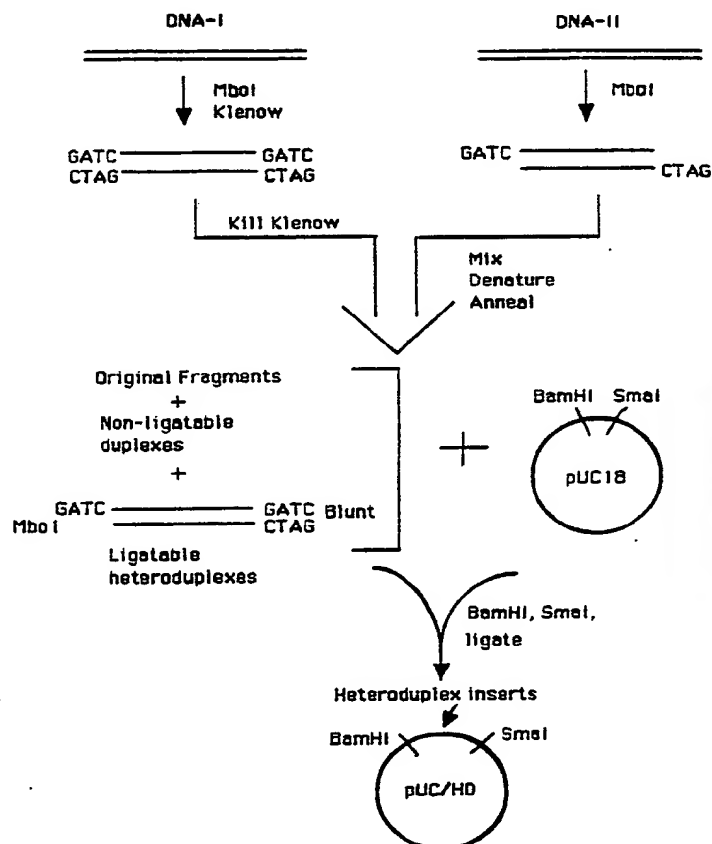 DNA-I
DNA-II
MboI
Klenow
MboI
GATC GATC
CTAG CTAG
GATC
CTAG
Kill Klenow
Mix
Denature
Anneal
Original Fragments
+
Non-ligatable
duplexes
+
GATC GATC Blunt
MboI CTAG
Ligatable
heteroduplexes
+
BamHI SmaI
pUC18
BamHI, SmaI,
ligate
Heteroduplex inserts
BamHI SmaI
pUC/HD